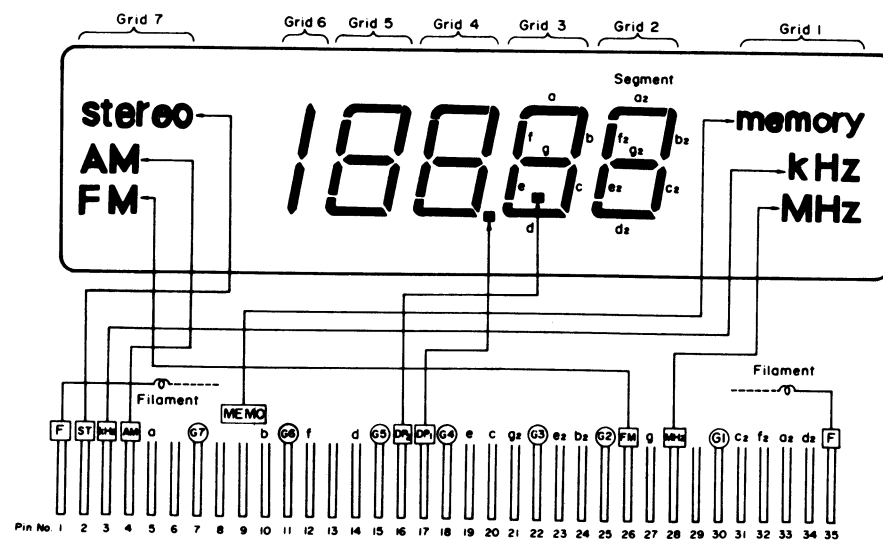 Grid 7 Grid 6 Grid 5 Grid 4 Grid 3 Grid 2 Grid 1
Segment
a a2
stereo memory
f b f2 b2
g g2
AM kHz
e c e2 c2
FM MHz
d d2
Filament
Filament
MEMO
F ST kHz AM a G7 b G6 f d G5 DP2 DP1 G4 e c g2 G3 e2 b2 G2 FM g MHz G1 c2 f2 a2 d2 F
Pin No. 1 2 3 4 5 6 7 8 9 10 11 12 13 14 15 16 17 18 19 20 21 22 23 24 25 26 27 28 29 30 31 32 33 34 35